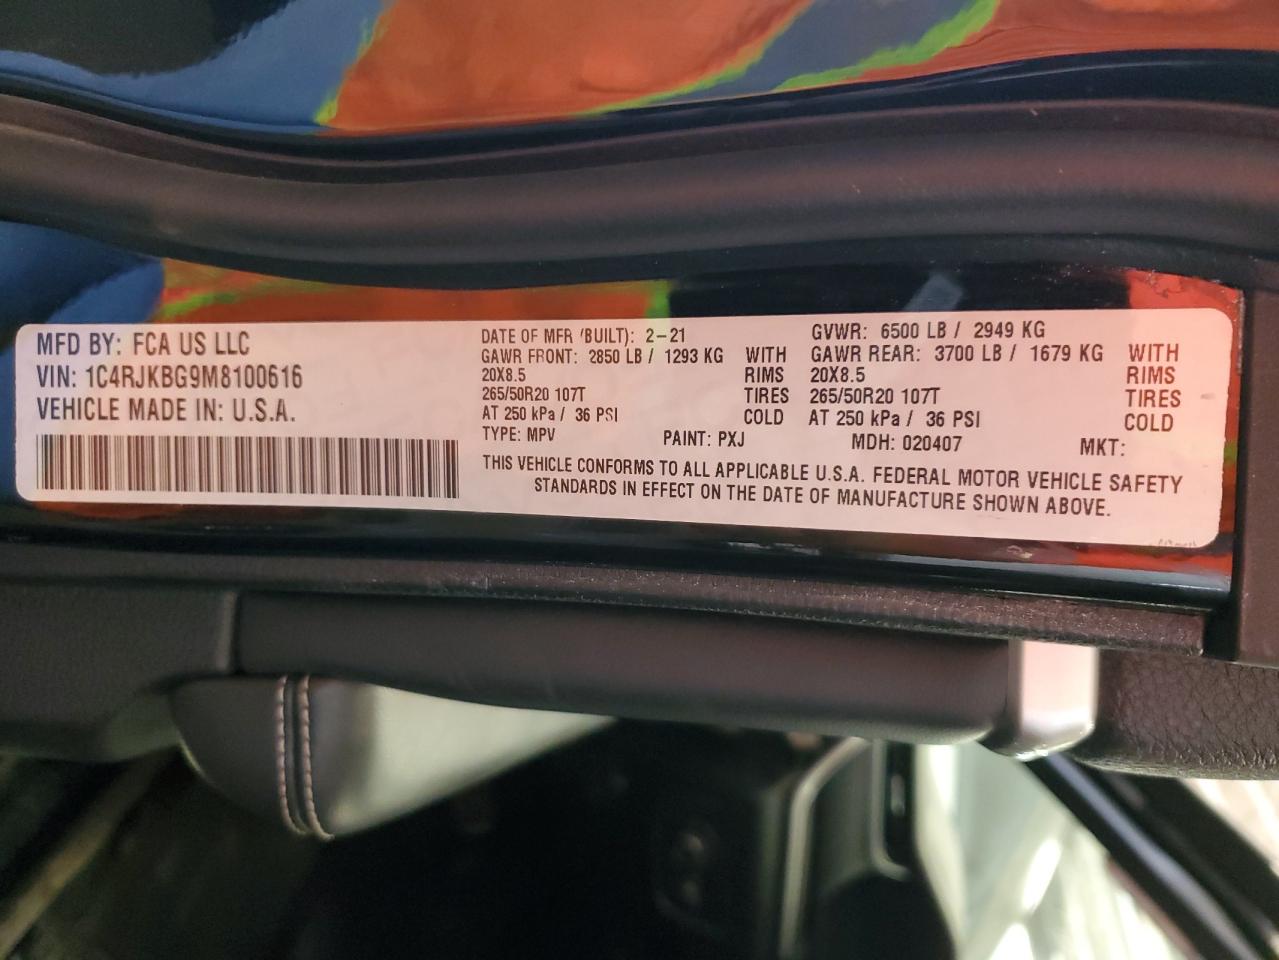 MFD BY: FCA US LLC
VIN: 1C4RJKBG9M8100616
VEHICLE MADE IN: U.S.A.
DATE OF MFR (BUILT): 2-21
GAWR FRONT: 2850 LB / 1293 KG WITH
20X8.5 RIMS
265/50R20 107T TIRES
AT 250 kPa / 36 PSI COLD
TYPE: MPV PAINT: PXJ
GVWR: 6500 LB / 2949 KG
GAWR REAR: 3700 LB / 1679 KG WITH
20X8.5 RIMS
265/50R20 107T TIRES
AT 250 kPa / 36 PSI COLD
MDH: 020407 MKT:
THIS VEHICLE CONFORMS TO ALL APPLICABLE U.S.A. FEDERAL MOTOR VEHICLE SAFETY
STANDARDS IN EFFECT ON THE DATE OF MANUFACTURE SHOWN ABOVE.